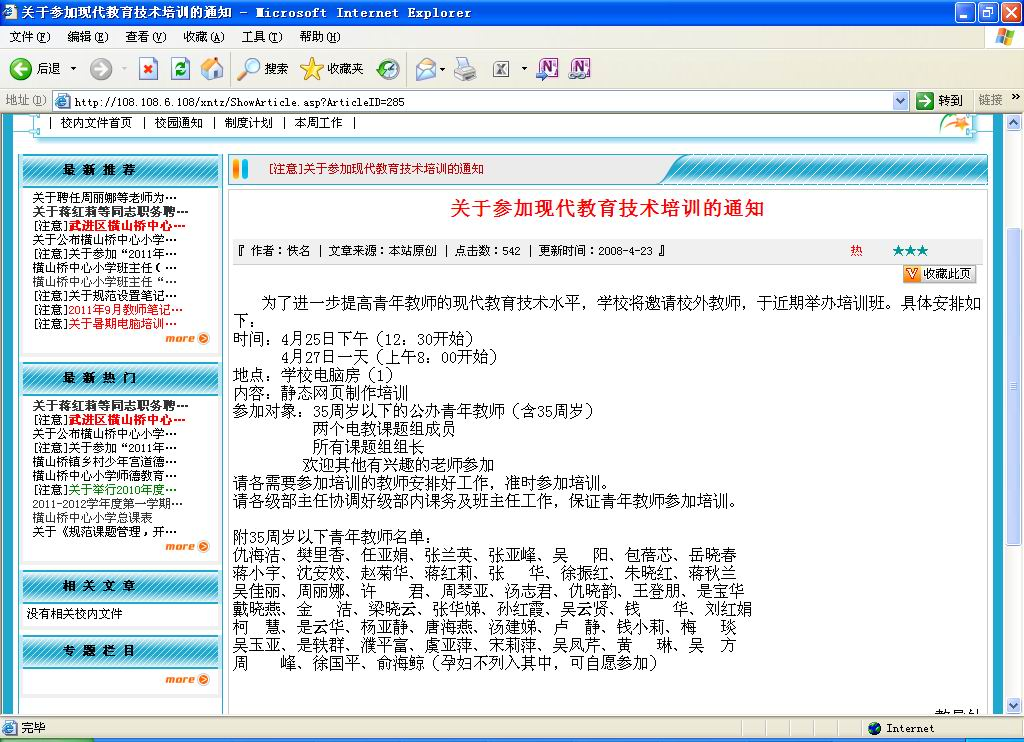 关于参加现代教育技术培训的通知 - Microsoft Internet Explorer
文件(F) 编辑(E) 查看(V) 收藏(A) 工具(T) 帮助(H)
后退 搜索 收藏夹
地址(D) http://108.108.6.108/xntz/ShowArticle.asp?ArticleID=285 转到 链接 »
| 校内文件首页 | 校园通知 | 制度计划 | 本周工作 |
最新推荐
关于聘任周丽娜等老师为…
关于蒋红莉等同志职务聘…
[注意]武进区横山桥中心…
关于公布横山桥中心小学…
[注意]关于参加“2011年…
横山桥中心小学班主任（…
横山桥中心小学班主任“…
[注意]关于规范设置笔记…
[注意]2011年9月教师笔记…
[注意]关于暑期电脑培训…
more
最新热门
关于蒋红莉等同志职务聘…
[注意]武进区横山桥中心…
关于公布横山桥中心小学…
[注意]关于参加“2011年…
横山桥镇乡村少年宫道德…
横山桥中心小学师德教育…
[注意]关于举行2010年度…
2011-2012学年度第一学期…
横山桥中心小学总课表
关于《规范课题管理，开…
more
相关文章
没有相关校内文件
专题栏目
more
[注意]关于参加现代教育技术培训的通知
关于参加现代教育技术培训的通知
『 作者：佚名 | 文章来源：本站原创 | 点击数：542 | 更新时间：2008-4-23 』 热 ★★★
收藏此页
为了进一步提高青年教师的现代教育技术水平，学校将邀请校外教师，于近期举办培训班。具体安排如
下：
时间：4月25日下午（12：30开始）
4月27日一天（上午8：00开始）
地点：学校电脑房（1）
内容：静态网页制作培训
参加对象：35周岁以下的公办青年教师（含35周岁）
两个电教课题组成员
所有课题组组长
欢迎其他有兴趣的老师参加
请各需要参加培训的教师安排好工作，准时参加培训。
请各级部主任协调好级部内课务及班主任工作，保证青年教师参加培训。
附35周岁以下青年教师名单：
仇海洁、樊里香、任亚娟、张兰英、张亚峰、吴　阳、包蓓芯、岳晓春
蒋小宇、沈安姣、赵菊华、蒋红莉、张　华、徐振红、朱晓红、蒋秋兰
吴佳丽、周丽娜、许　君、周琴亚、汤志君、仇晓韵、王登朋、是宝华
戴晓燕、金　洁、梁晓云、张华娣、孙红霞、吴云贤、钱　华、刘红娟
柯　慧、是云华、杨亚静、唐海燕、汤建娣、卢　静、钱小莉、梅　琰
吴玉亚、是轶群、濮平富、虞亚萍、宋莉萍、吴凤芹、黄　琳、吴　方
周　峰、徐国平、俞海鲸（孕妇不列入其中，可自愿参加）
完毕 Internet